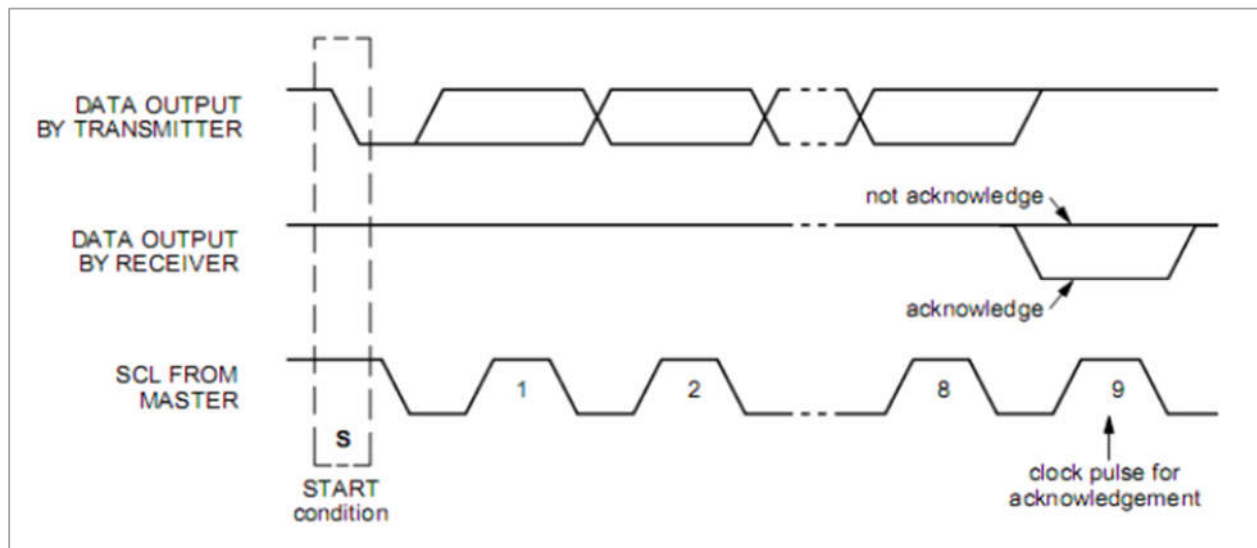 DATA OUTPUT
BY TRANSMITTER
not acknowledge
DATA OUTPUT
BY RECEIVER
acknowledge
SCL FROM
MASTER
1
2
8
9
S
START
condition
clock pulse for
acknowledgement